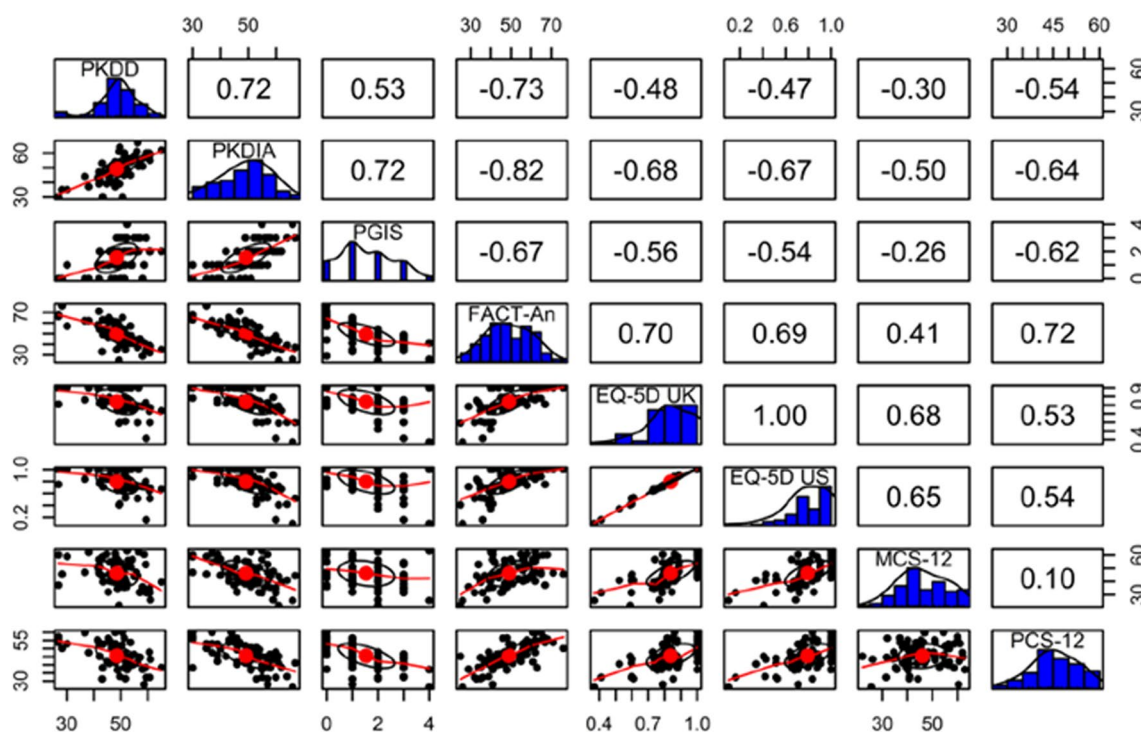 30 50 30 50 70 0.2 0.6 1.0 30 45 60
PKDD 0.72 0.53 -0.73 -0.48 -0.47 -0.30 -0.54 30 60
30 60 PKDIA 0.72 -0.82 -0.68 -0.67 -0.50 -0.64
PGIS -0.67 -0.56 -0.54 -0.26 -0.62 0 2 4
30 70 FACT-An 0.70 0.69 0.41 0.72
EQ-5D UK 1.00 0.68 0.53 0.4 0.9
0.2 1.0 EQ-5D US 0.65 0.54
MCS-12 0.10 30 60
30 55 PCS-12
30 50 0 2 4 0.4 0.7 1.0 30 50